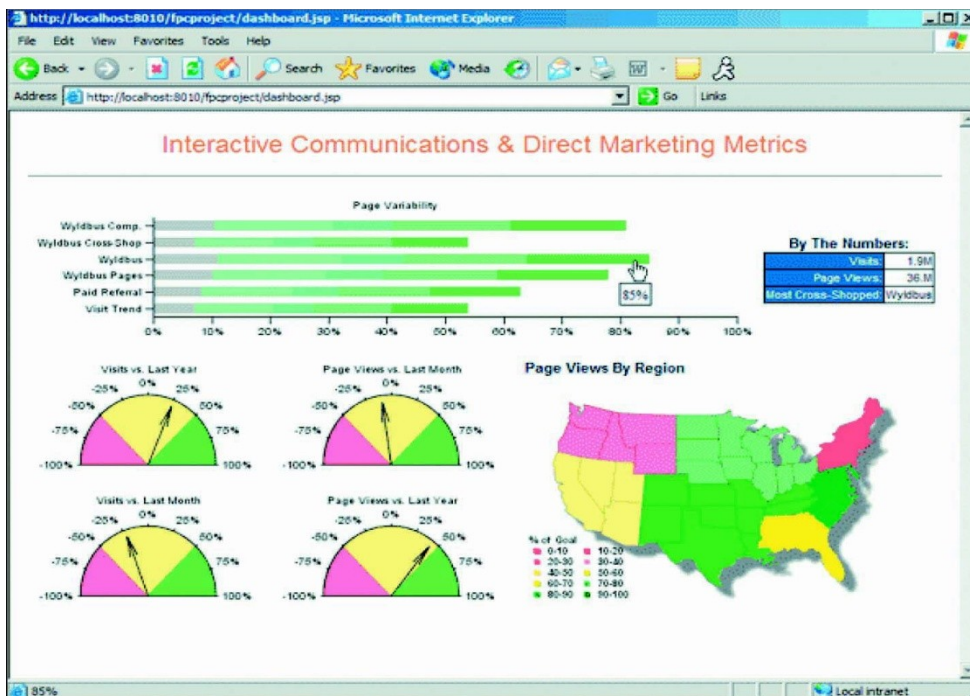 http://localhost:8010/fpcproject/dashboard.jsp - Microsoft Internet Explorer
File Edit View Favorites Tools Help
Back Search Favorites Media
Address http://localhost:8010/fpcproject/dashboard.jsp Go Links
Interactive Communications & Direct Marketing Metrics
Page Variability
Wyldbus Comp.
Wyldbus Cross-Shop
Wyldbus
Wyldbus Pages
Paid Referral
Visit Trend
85%
0% 10% 20% 30% 40% 50% 60% 70% 80% 90% 100%
By The Numbers:
Visits: 1.9M
Page Views: 36.M
Most Cross-Shopped: Wyldbus
Visits vs. Last Year
-100% -75% -50% -25% 0% 25% 50% 75% 100%
Page Views vs. Last Month
-100% -75% -50% -25% 0% 25% 50% 75% 100%
Visits vs. Last Month
-100% -75% -50% -25% 0% 25% 50% 75% 100%
Page Views vs. Last Year
-100% -75% -50% -25% 0% 25% 50% 75% 100%
Page Views By Region
% of Goal
0-10 10-20
20-30 30-40
40-50 50-60
60-70 70-80
80-90 90-100
85%
Local intranet